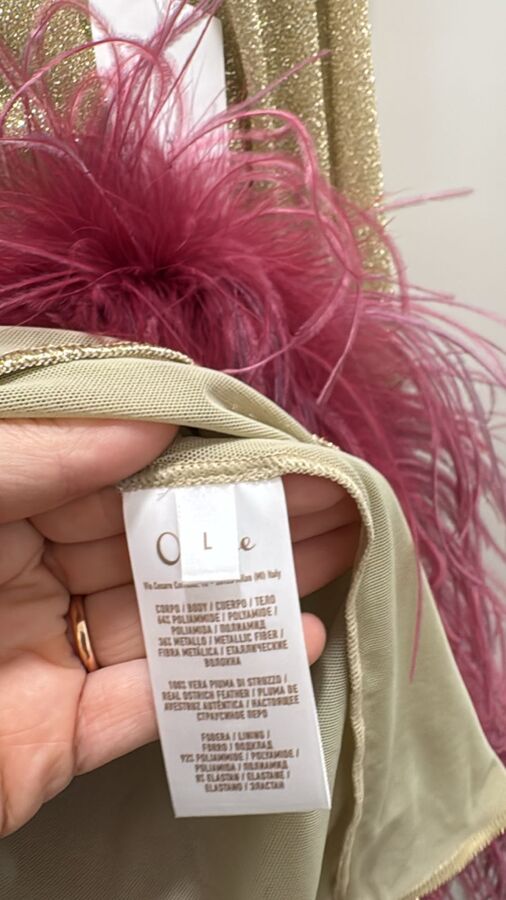 L
CORPO / BODY / CUERPO / ТЕЛО
64% POLIAMMIDE / POLYAMIDE /
POLIAMIDA / ПОЛИАМИД
36% METALLO / METALLIC FIBER /
FIBRA METÁLICA / ЕТАЛЛИЧЕСКИЕ
ВОЛОКНА
100% VERA PIUMA DI STRUZZO /
REAL OSTRICH FEATHER / PLUMA DE
AVESTRUZ AUTÉNTICA / НАСТОЯЩЕЕ
СТРАУСИНОЕ ПЕРО
FODERA / LINING /
FORRO / ПОДКЛАД
92% POLIAMMIDE / POLYAMIDE /
POLIAMIDA / ПОЛИАМИД
8% ELASTAN / ELASTANE /
ELASTANO / ЭЛАСТАН